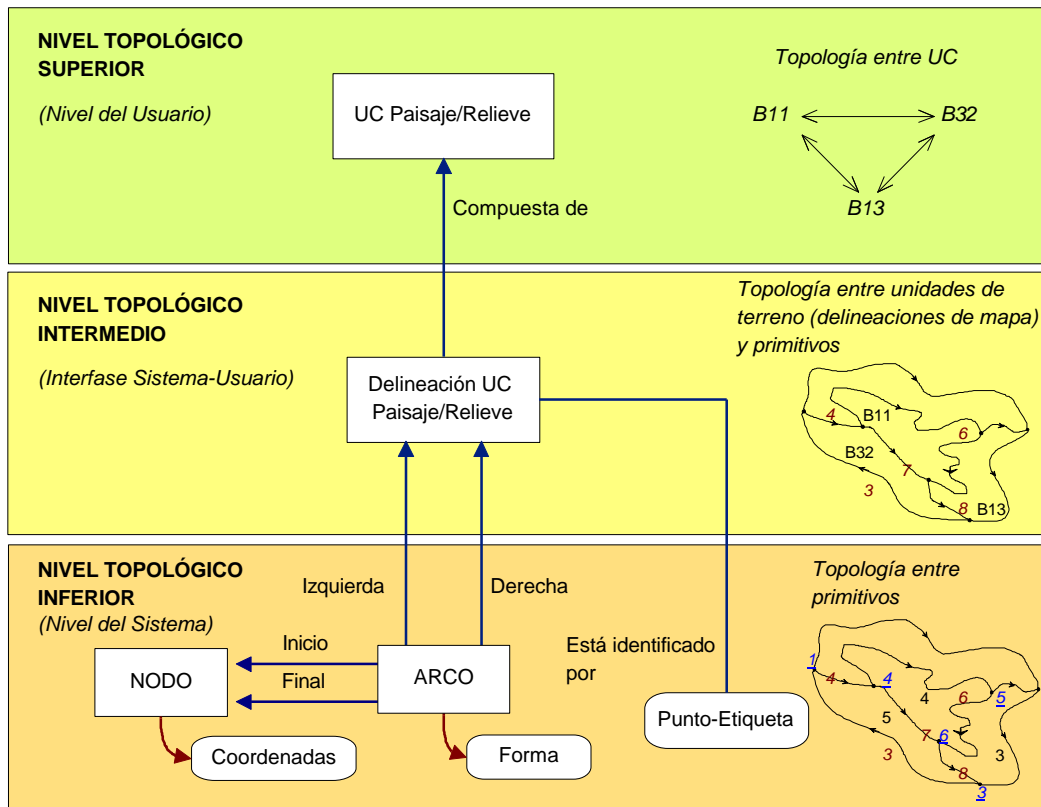 NIVEL TOPOLÓGICO
SUPERIOR
(Nivel del Usuario)
UC Paisaje/Relieve
Compuesta de
Topología entre UC
B11
B32
B13
NIVEL TOPOLÓGICO
INTERMEDIO
(Interfase Sistema-Usuario)
Delineación UC
Paisaje/Relieve
Topología entre unidades de
terreno (delineaciones de mapa)
y primitivos
4
B11
6
B32
7
3
8
B13
NIVEL TOPOLÓGICO
INFERIOR
(Nivel del Sistema)
Izquierda
Derecha
Inicio
Final
NODO
ARCO
Coordenadas
Forma
Está identificado
por
Punto-Etiqueta
Topología entre
primitivos
1
4
4
4
6
5
5
7
6
3
3
8
3